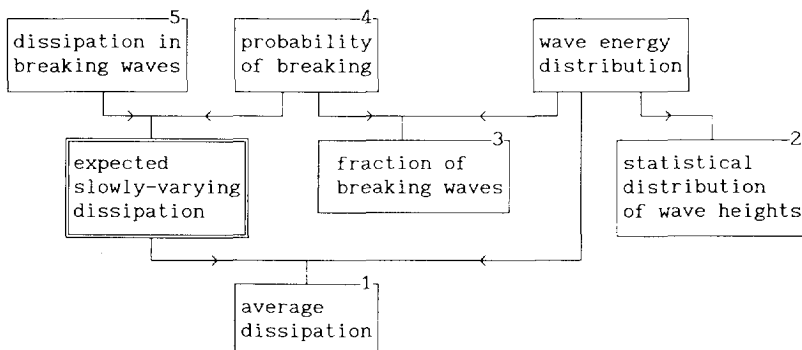 5
dissipation in
breaking waves
4
probability
of breaking
wave energy
distribution
expected
slowly-varying
dissipation
3
fraction of
breaking waves
2
statistical
distribution
of wave heights
1
average
dissipation